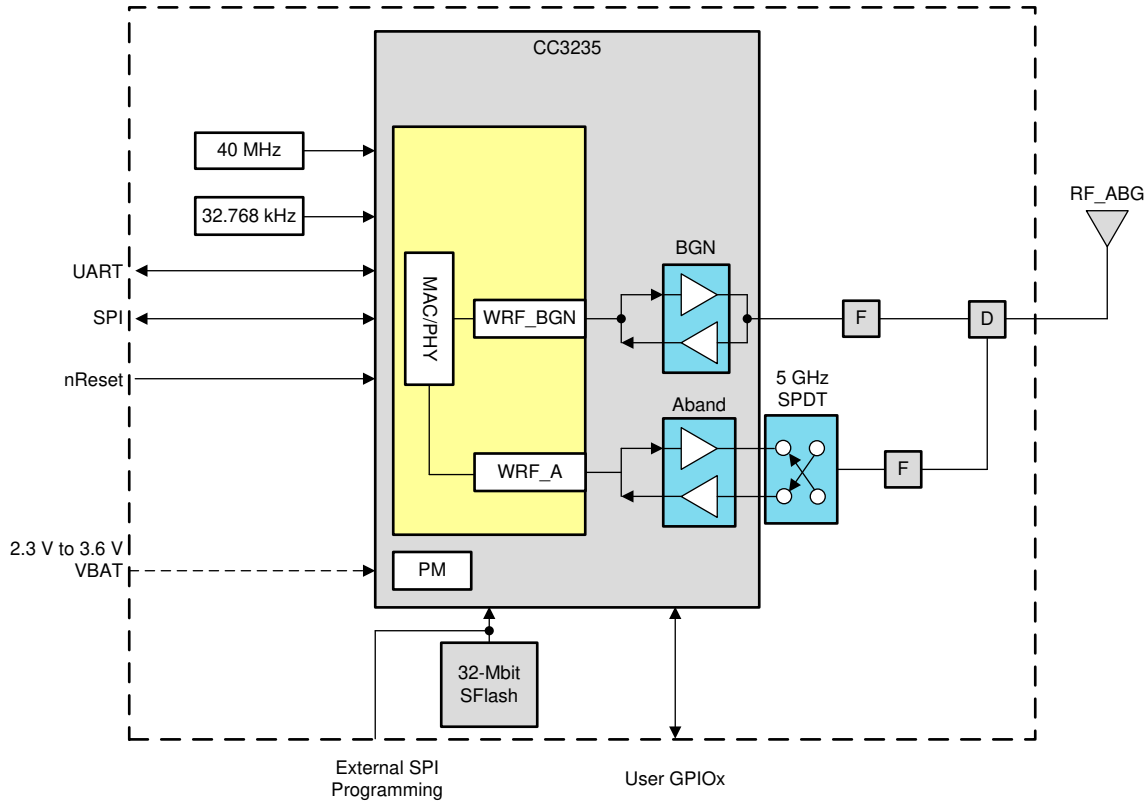 CC3235
40 MHz
32.768 kHz
RF_ABG
UART
SPI
nReset
MAC/PHY
WRF_BGN
BGN
F
D
5 GHz
SPDT
Aband
WRF_A
F
2.3 V to 3.6 V
VBAT
PM
32-Mbit
SFlash
External SPI
Programming
User GPIOx